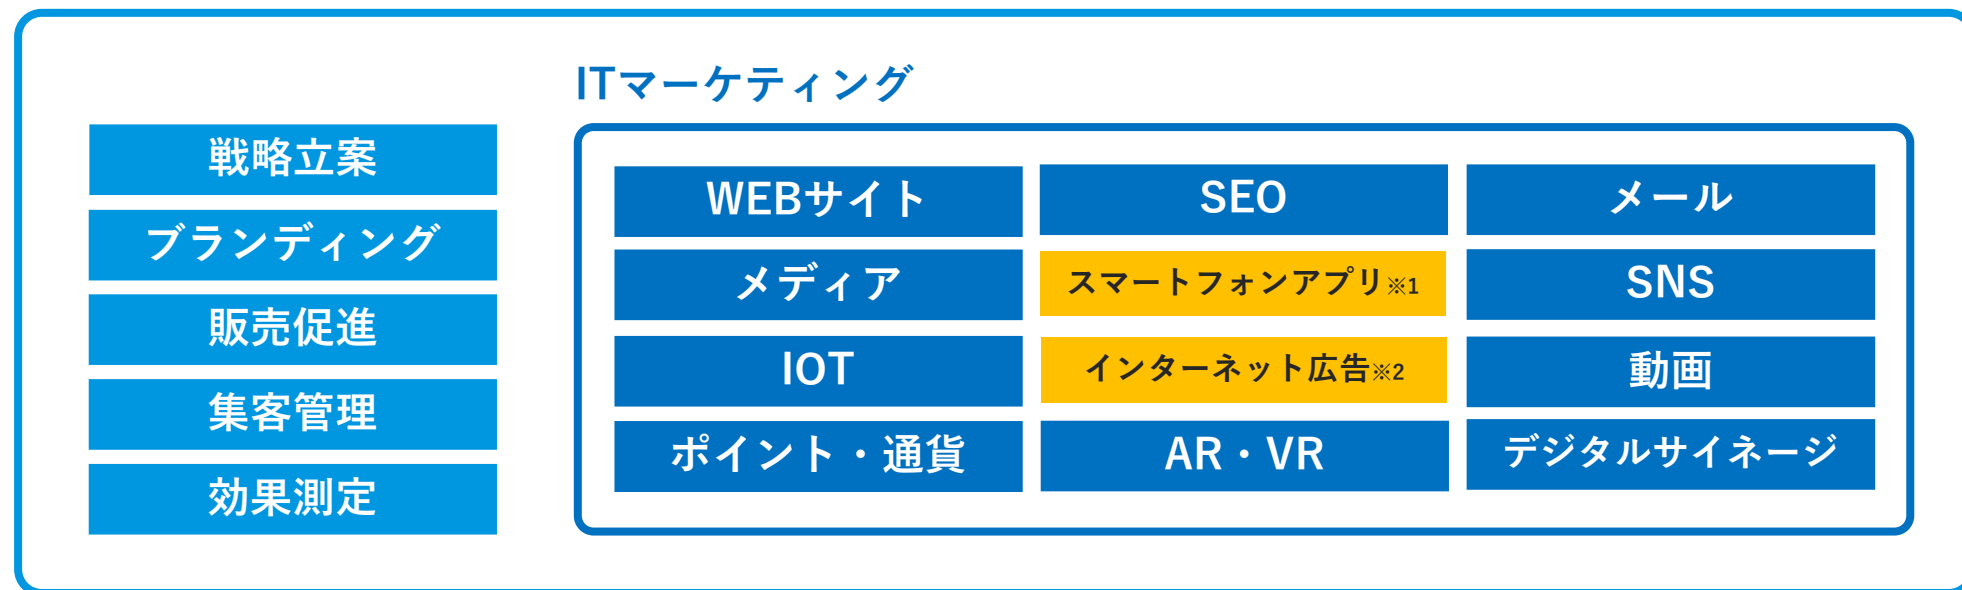 ITマーケティング
戦略立案
ブランディング
販売促進
集客管理
効果測定
WEBサイト
SEO
メール
メディア
スマートフォンアプリ※1
SNS
IOT
インターネット広告※2
動画
ポイント・通貨
AR・VR
デジタルサイネージ